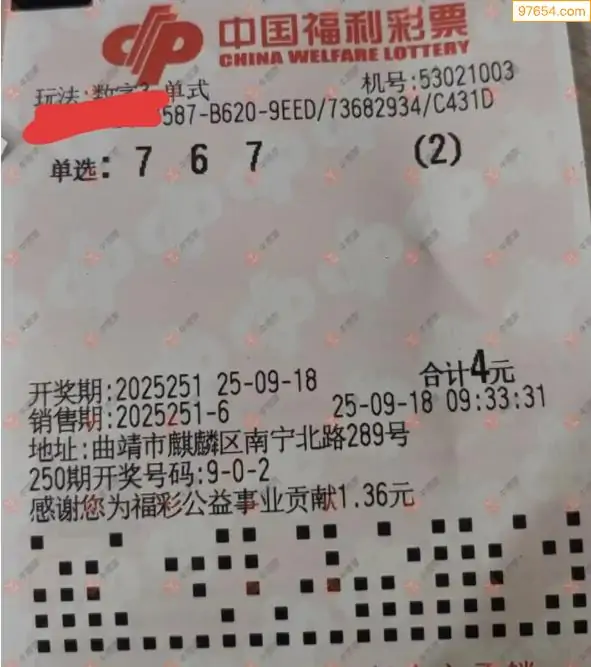 97654.com
中国福利彩票
CHINA WELFARE LOTTERY
玩法:数字3 单式 机号:53021003
587-B620-9EED/73682934/C431D
单选: 7 6 7 (2)
合计4元
开奖期:2025251 25-09-18
销售期:2025251-6 25-09-18 09:33:31
地址:曲靖市麒麟区南宁北路289号
250期开奖号码:9-0-2
感谢您为福彩公益事业贡献1.36元